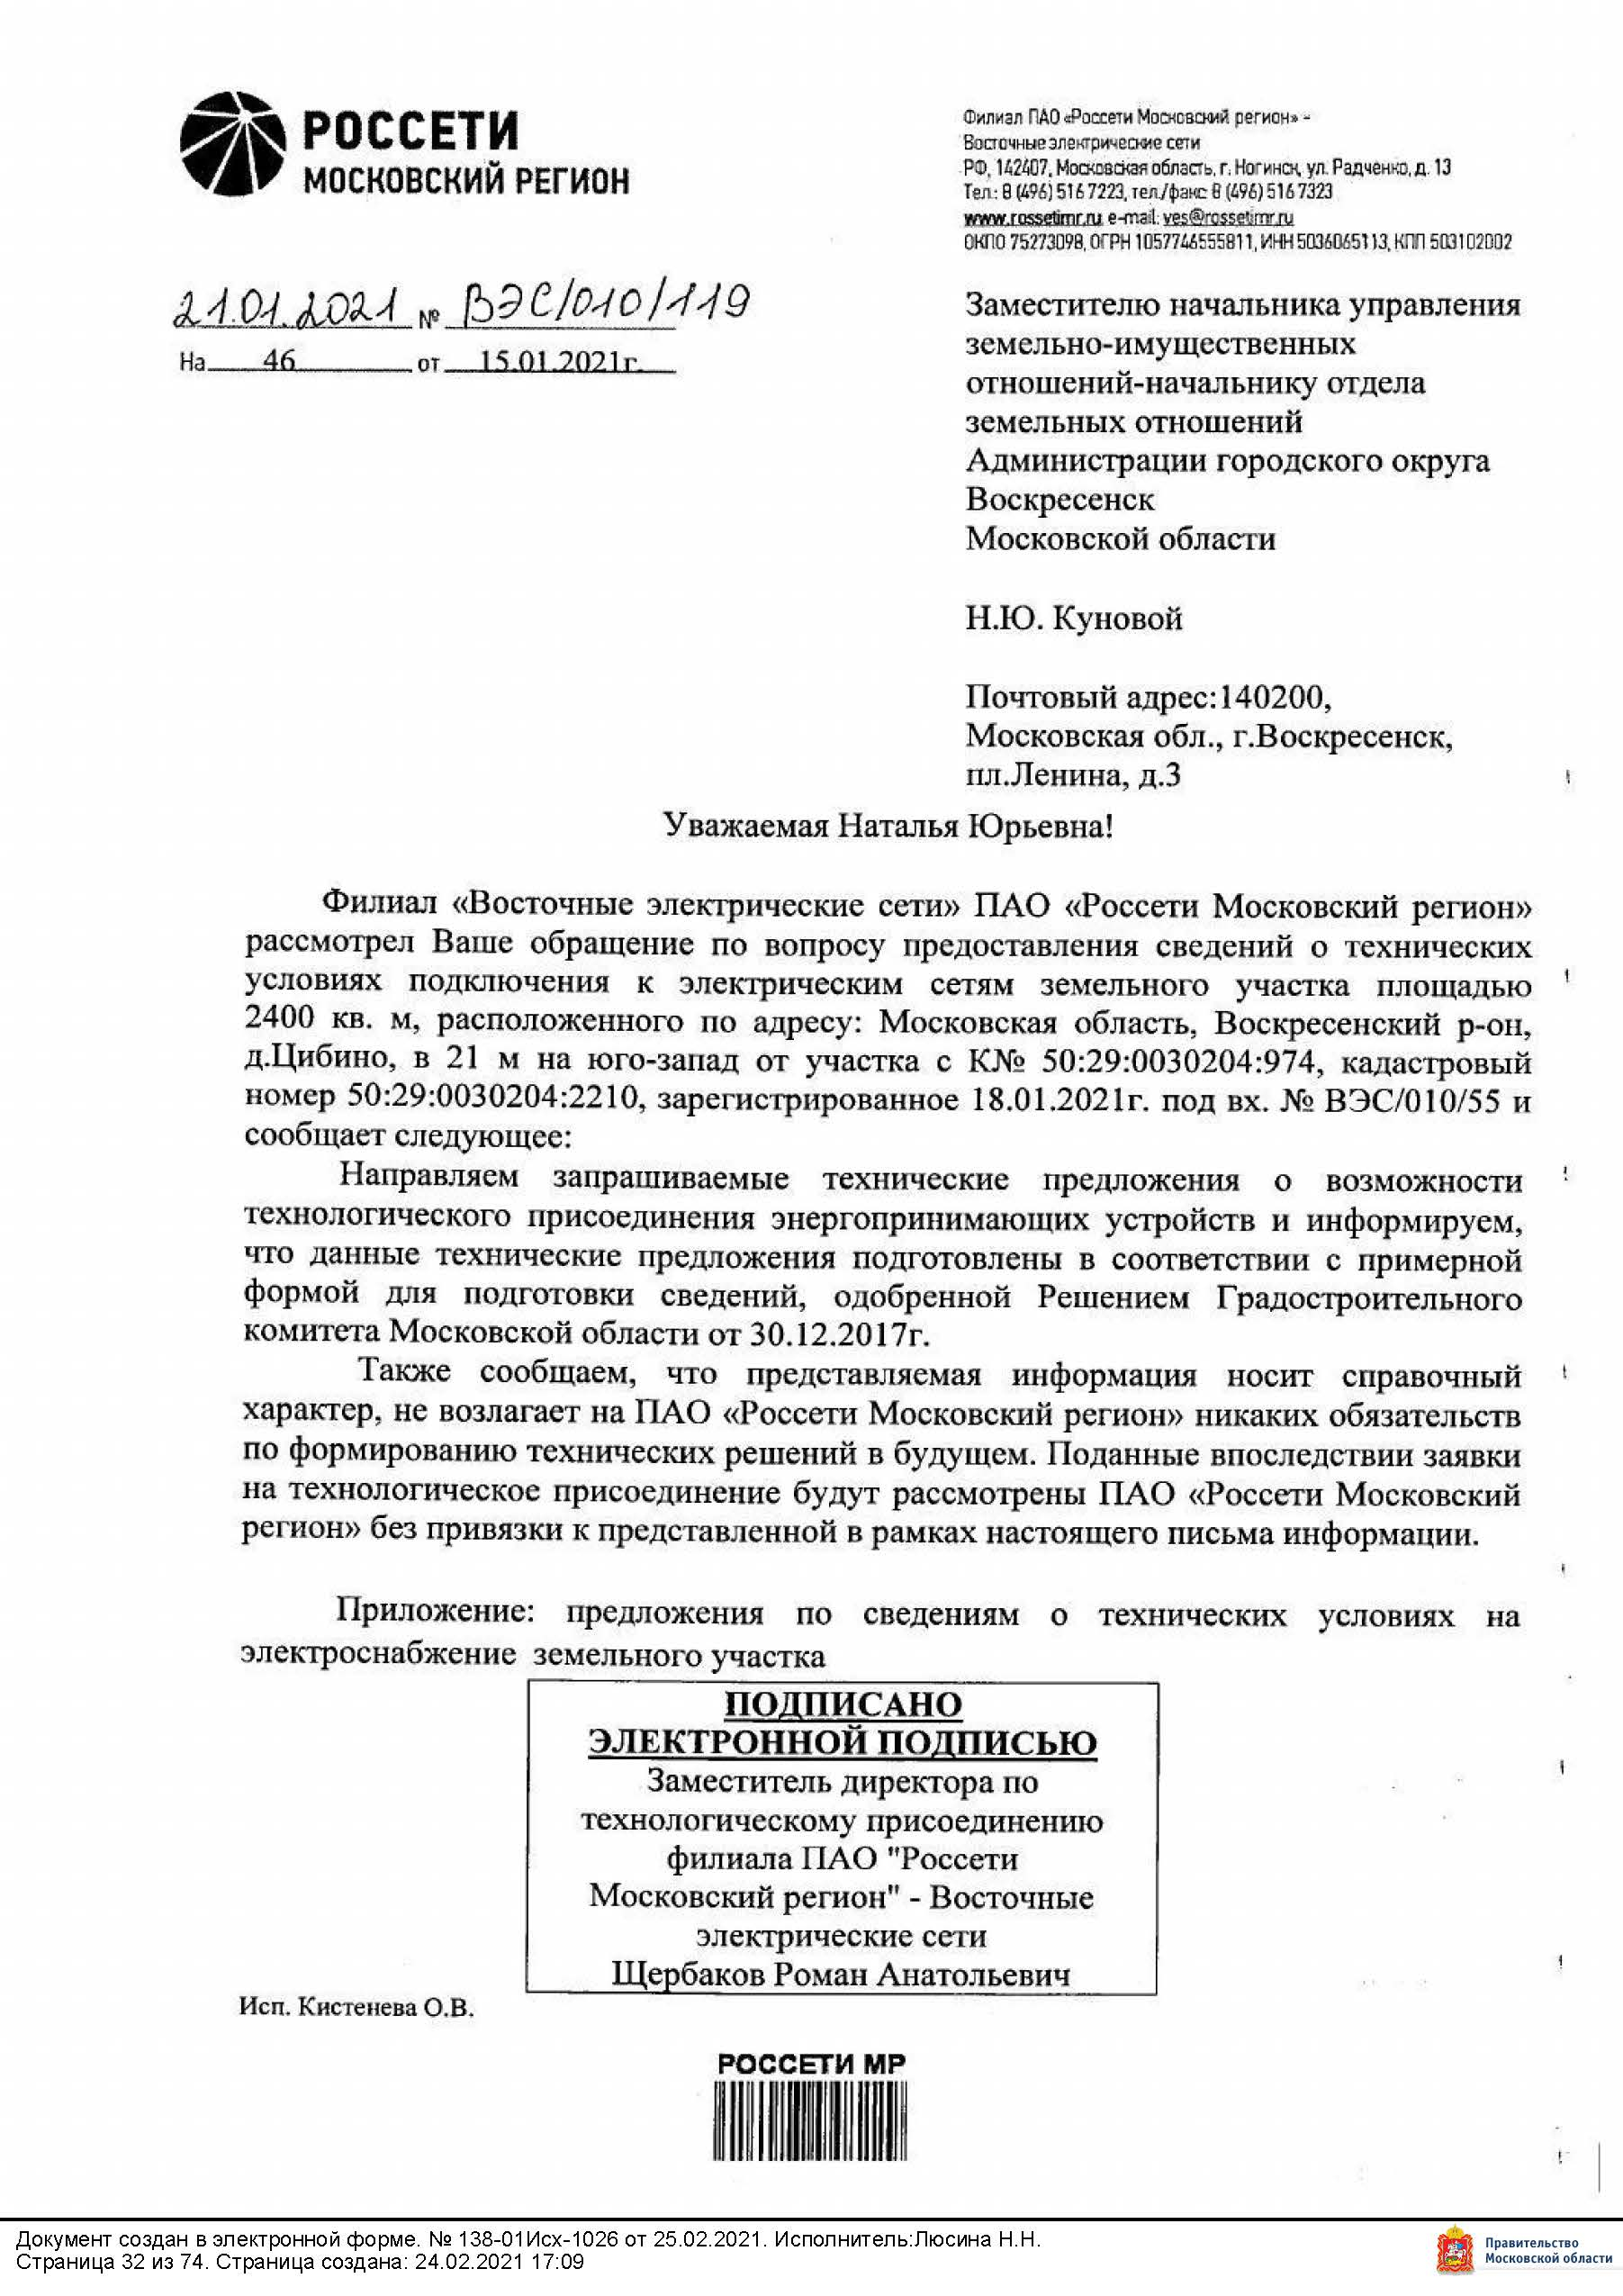 РОССЕТИ
МОСКОВСКИЙ РЕГИОН
Филиал ПАО «Россети Московский регион» -
Восточные электрические сети
РФ, 142407, Московская область, г. Ногинск, ул. Радченко, д. 13
Тел.: 8 (496) 516 7223, тел./факс 8 (496) 516 7323
www.rossetimr.ru e-mail: ves@rossetimr.ru
ОКПО 75273098, ОГРН 1057746555811, ИНН 5036065113, КПП 503102002
21.01.2021 № ВЭС/010/119
На 46 от 15.01.2021г.
Заместителю начальника управления
земельно-имущественных
отношений-начальнику отдела
земельных отношений
Администрации городского округа
Воскресенск
Московской области
Н.Ю. Куновой
Почтовый адрес:140200,
Московская обл., г.Воскресенск,
пл.Ленина, д.3
Уважаемая Наталья Юрьевна!
Филиал «Восточные электрические сети» ПАО «Россети Московский регион»
рассмотрел Ваше обращение по вопросу предоставления сведений о технических
условиях подключения к электрическим сетям земельного участка площадью
2400 кв. м, расположенного по адресу: Московская область, Воскресенский р-он,
д.Цибино, в 21 м на юго-запад от участка с К№ 50:29:0030204:974, кадастровый
номер 50:29:0030204:2210, зарегистрированное 18.01.2021г. под вх. № ВЭС/010/55 и
сообщает следующее:
Направляем запрашиваемые технические предложения о возможности
технологического присоединения энергопринимающих устройств и информируем,
что данные технические предложения подготовлены в соответствии с примерной
формой для подготовки сведений, одобренной Решением Градостроительного
комитета Московской области от 30.12.2017г.
Также сообщаем, что представляемая информация носит справочный
характер, не возлагает на ПАО «Россети Московский регион» никаких обязательств
по формированию технических решений в будущем. Поданные впоследствии заявки
на технологическое присоединение будут рассмотрены ПАО «Россети Московский
регион» без привязки к представленной в рамках настоящего письма информации.
Приложение: предложения по сведениям о технических условиях на
электроснабжение земельного участка
ПОДПИСАНО
ЭЛЕКТРОННОЙ ПОДПИСЬЮ
Заместитель директора по
технологическому присоединению
филиала ПАО "Россети
Московский регион" - Восточные
электрические сети
Щербаков Роман Анатольевич
Исп. Кистенева О.В.
РОССЕТИ МР
Документ создан в электронной форме. № 138-01Исх-1026 от 25.02.2021. Исполнитель:Люсина Н.Н.
Страница 32 из 74. Страница создана: 24.02.2021 17:09
Правительство
Московской области